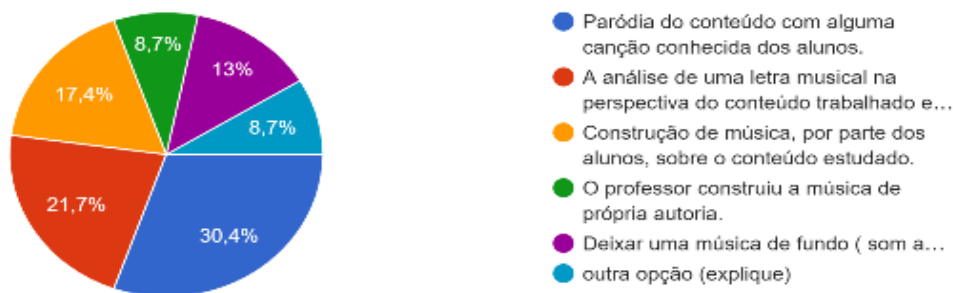 8,7%
13%
17,4%
8,7%
21,7%
30,4%
Paródia do conteúdo com alguma
canção conhecida dos alunos.
A análise de uma letra musical na
perspectiva do conteúdo trabalhado e…
Construção de música, por parte dos
alunos, sobre o conteúdo estudado.
O professor construiu a música de
própria autoria.
Deixar uma música de fundo ( som a…
outra opção (explique)